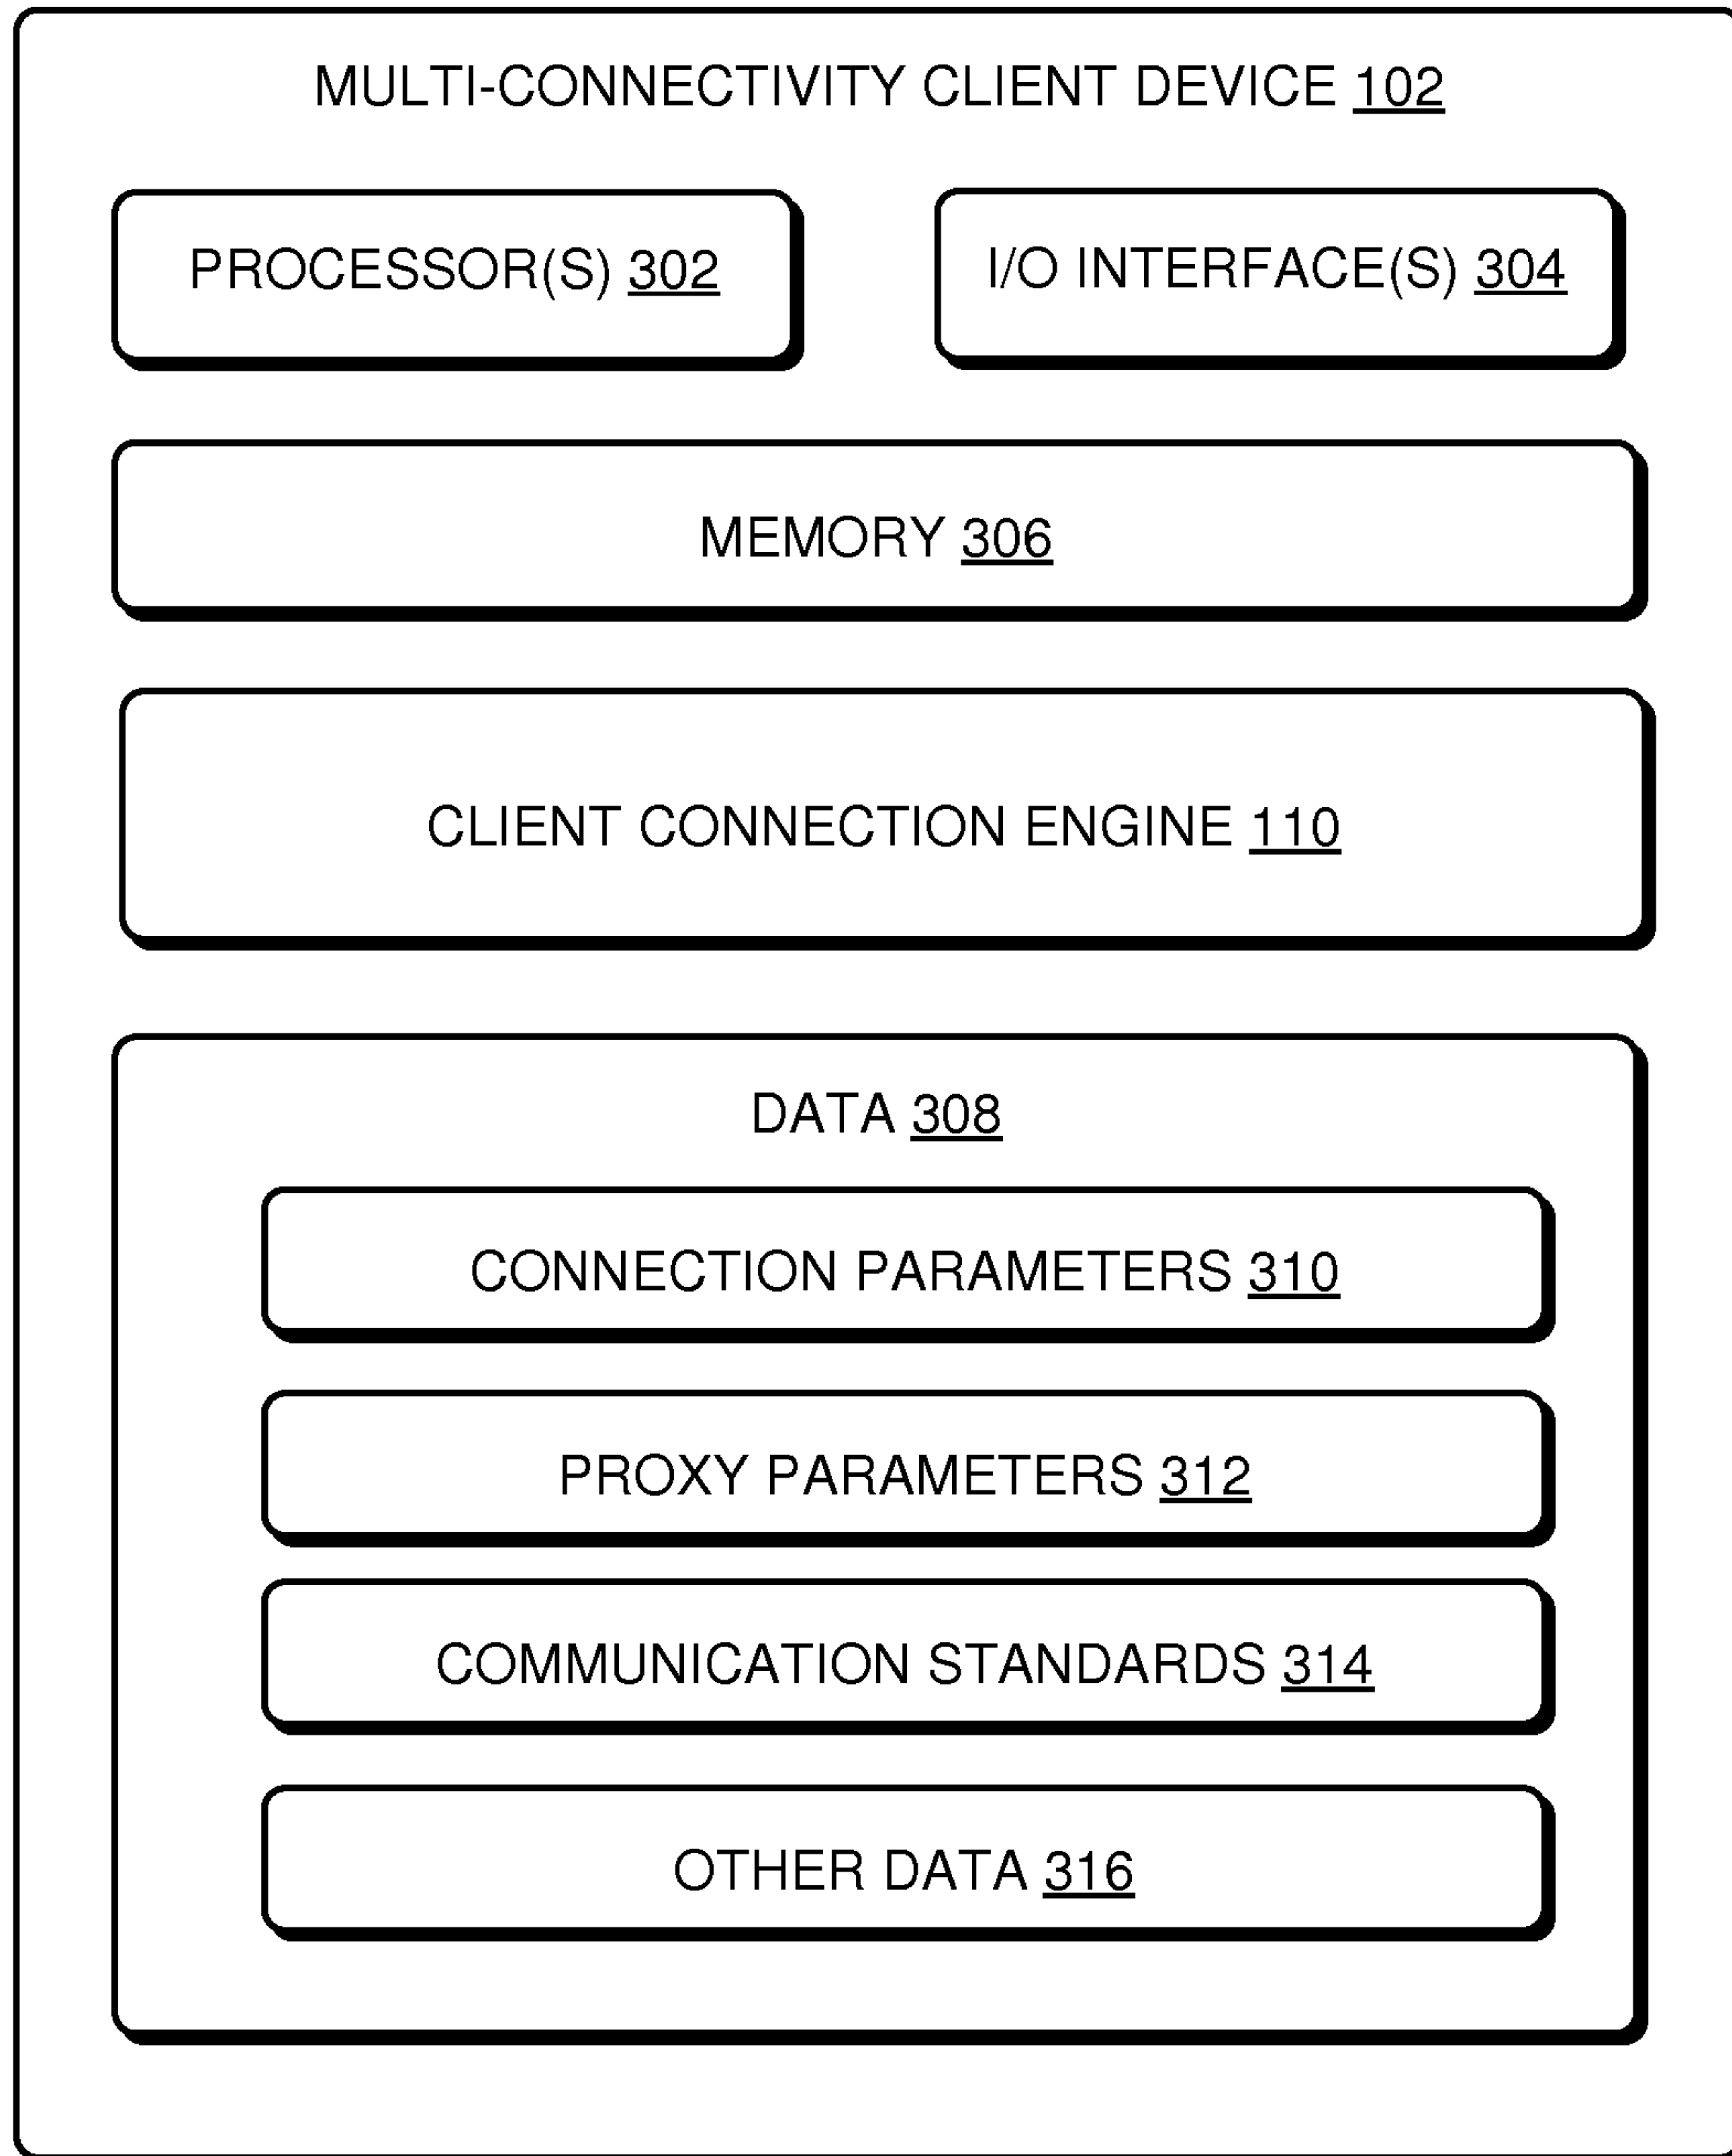 MULTI-CONNECTIVITY CLIENT DEVICE 102
PROCESSOR(S) 302
I/O INTERFACE(S) 304
MEMORY 306
CLIENT CONNECTION ENGINE 110
DATA 308
CONNECTION PARAMETERS 310
PROXY PARAMETERS 312
COMMUNICATION STANDARDS 314
OTHER DATA 316